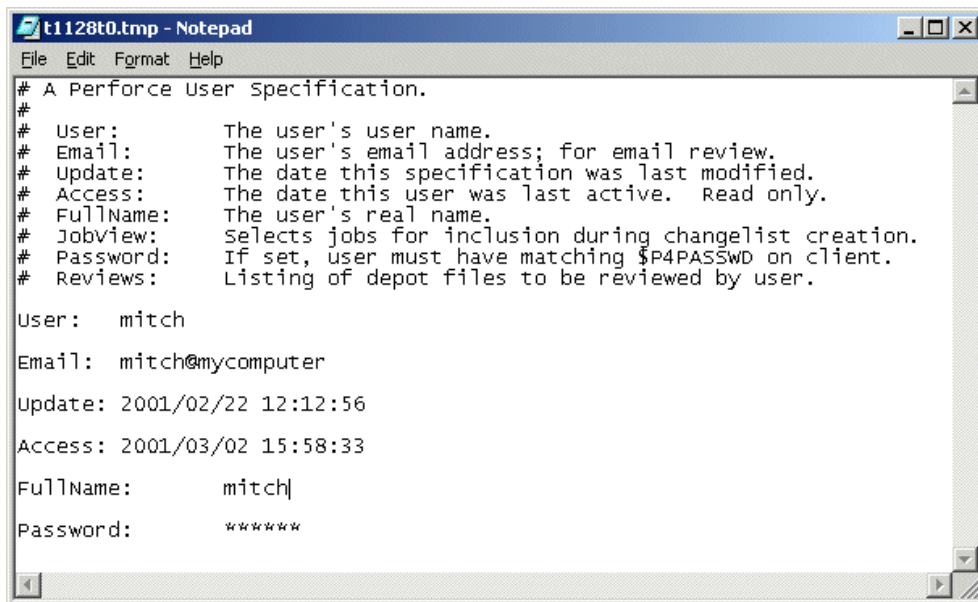 t1128t0.tmp - Notepad
File Edit Format Help
# A Perforce User Specification.
#
# User: The user's user name.
# Email: The user's email address; for email review.
# Update: The date this specification was last modified.
# Access: The date this user was last active. Read only.
# FullName: The user's real name.
# JobView: Selects jobs for inclusion during changelist creation.
# Password: If set, user must have matching $P4PASSWD on client.
# Reviews: Listing of depot files to be reviewed by user.
User: mitch
Email: mitch@mycomputer
Update: 2001/02/22 12:12:56
Access: 2001/03/02 15:58:33
FullName: mitch
Password: ******